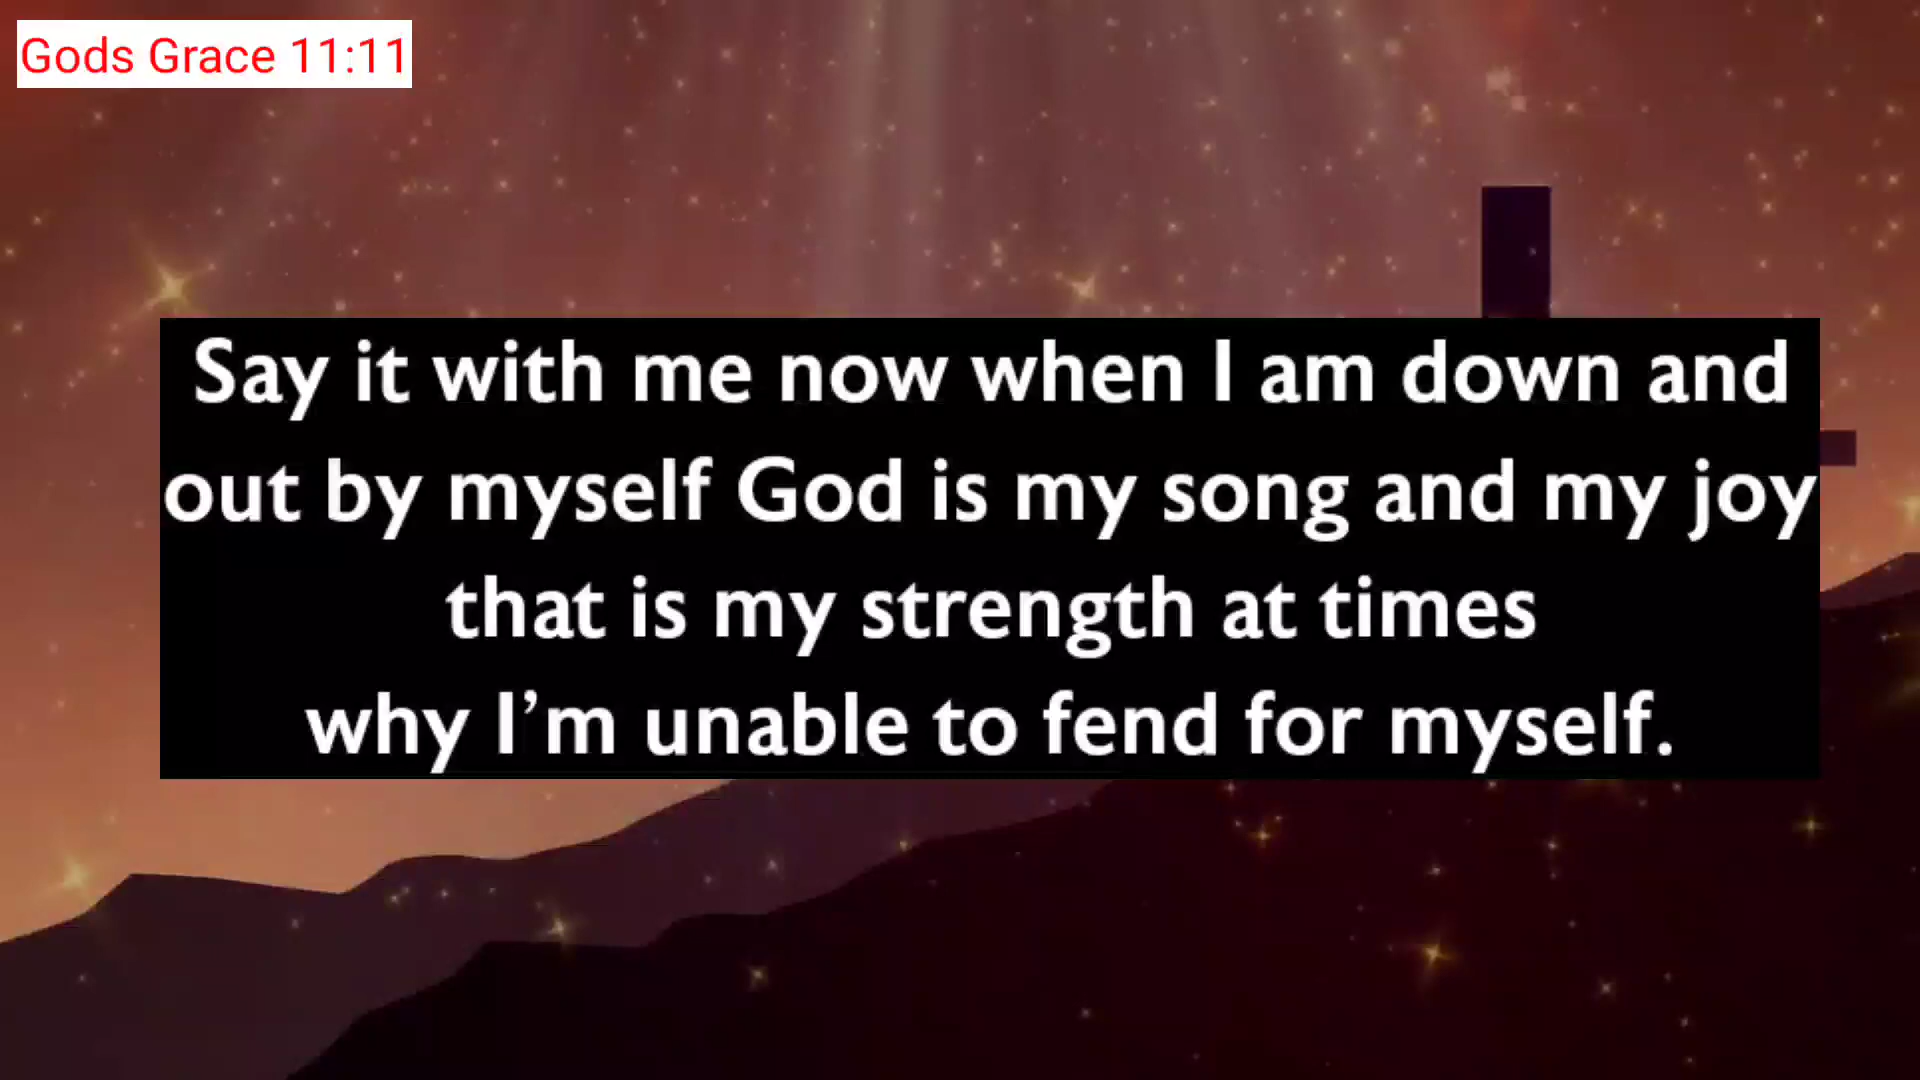 Gods Grace 11:11
Say it with me now when I am down and
out by myself God is my song and my joy
that is my strength at times
why I’m unable to fend for myself.